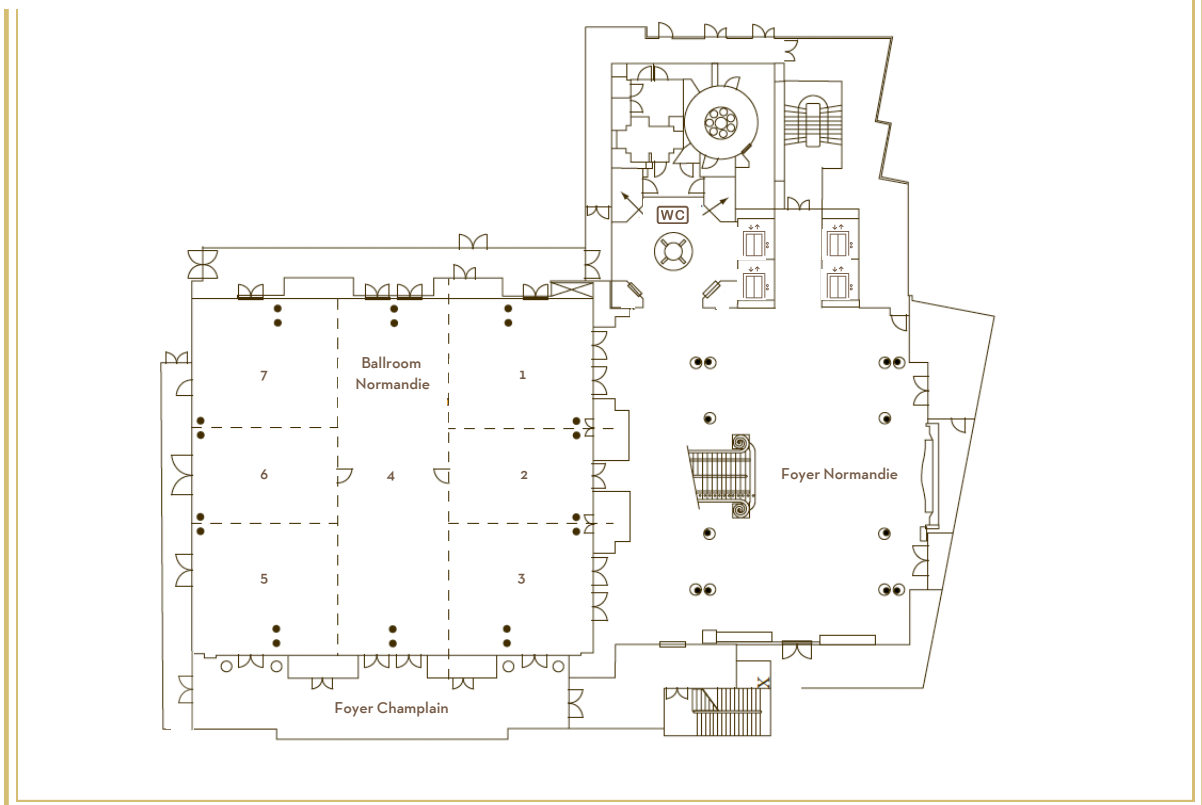 WC
Ballroom
Normandie
7
1
6
4
2
Foyer Normandie
5
3
X
Foyer Champlain